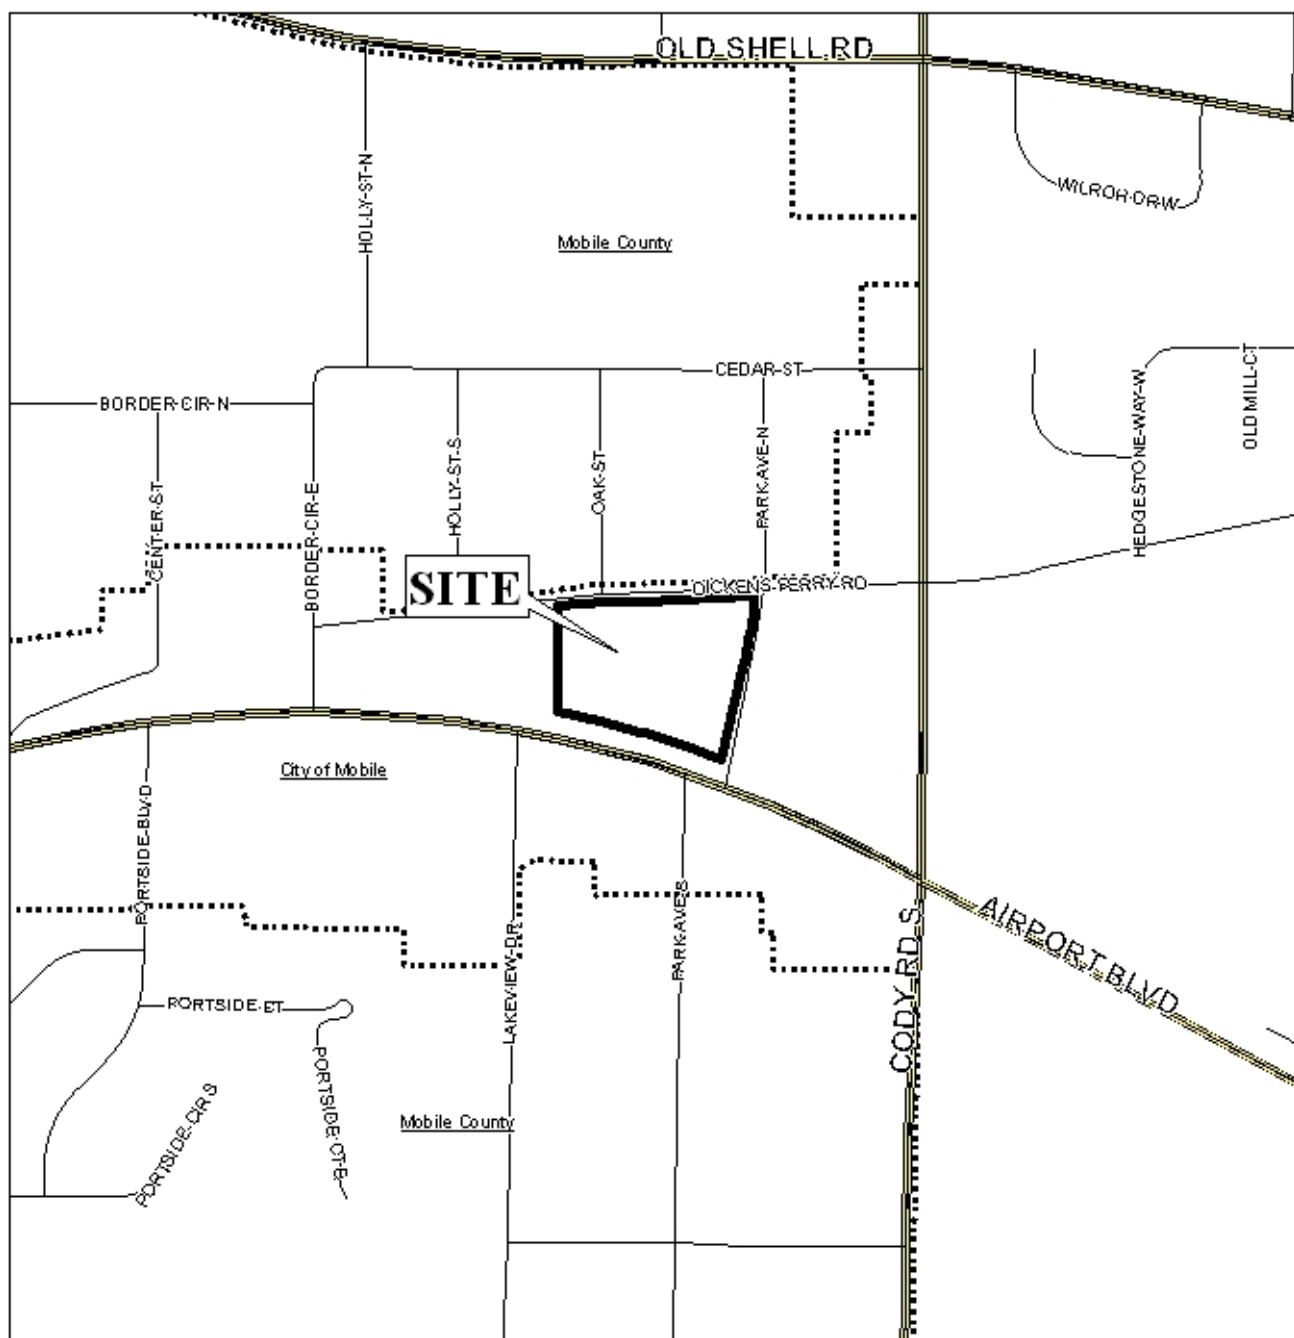 OLD SHELL RD
HOLLY ST N
WILROH DR W
Mobile County
CEDAR ST
BORDER CIR N
OLD MILL CT
HEDGESTONE WAY W
CENTER ST
BORDER CIR E
HOLLY ST S
OAK ST
PARK AVE N
SITE
DICKENS FERRY RD
City of Mobile
PORTSIDE BLVD
LAKEVIEW DR
PARK AVE S
CODY RD S
AIRPORT BLVD
PORTSIDE ET
PORTSIDE CT E
PORTSIDE CIR S
Mobile County